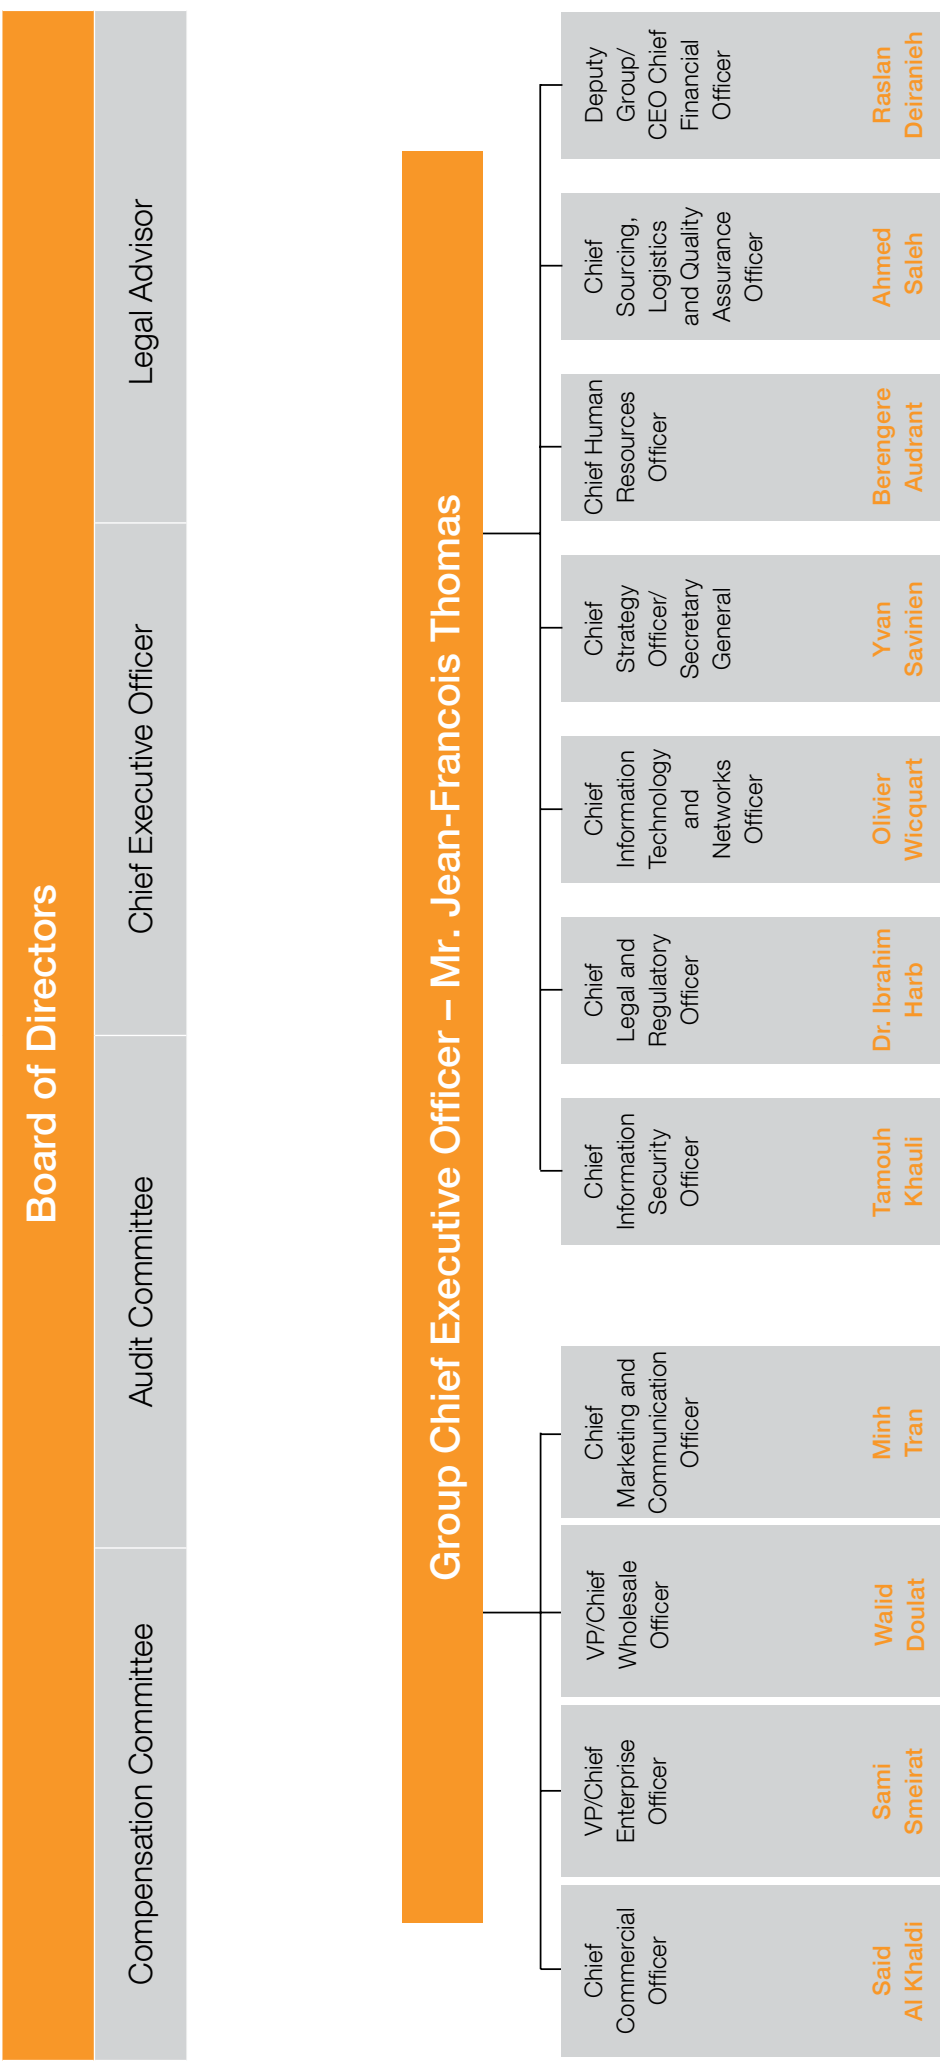 Board of Directors
Compensation Committee
Audit Committee
Chief Executive Officer
Legal Advisor
Group Chief Executive Officer – Mr. Jean-Francois Thomas
Chief
Commercial
Officer
Said
Al Khaldi
VP/Chief
Enterprise
Officer
Sami
Smeirat
VP/Chief
Wholesale
Officer
Walid
Doulat
Chief
Marketing and
Communication
Officer
Minh
Tran
Chief
Information
Security
Officer
Tamouh
Khauli
Chief
Legal and
Regulatory
Officer
Dr. Ibrahim
Harb
Chief
Information
Technology
and
Networks
Officer
Olivier
Wicquart
Chief
Strategy
Officer/
Secretary
General
Yvan
Savinien
Chief Human
Resources
Officer
Berengere
Audrant
Chief
Sourcing,
Logistics
and Quality
Assurance
Officer
Ahmed
Saleh
Deputy
Group/
CEO Chief
Financial
Officer
Raslan
Deiranieh